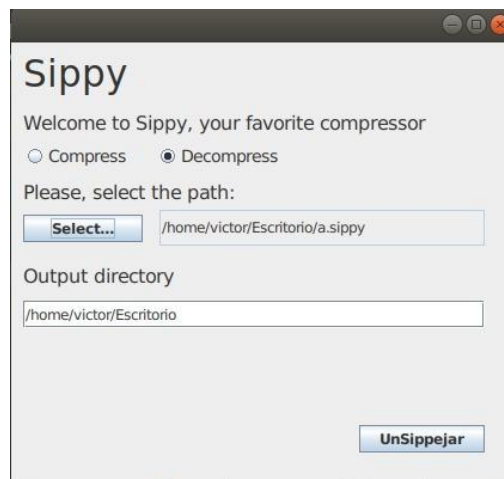 Sippy
Welcome to Sippy, your favorite compressor
Compress Decompress
Please, select the path:
Select... /home/victor/Escritorio/a.sippy
Output directory
/home/victor/Escritorio
UnSippejar